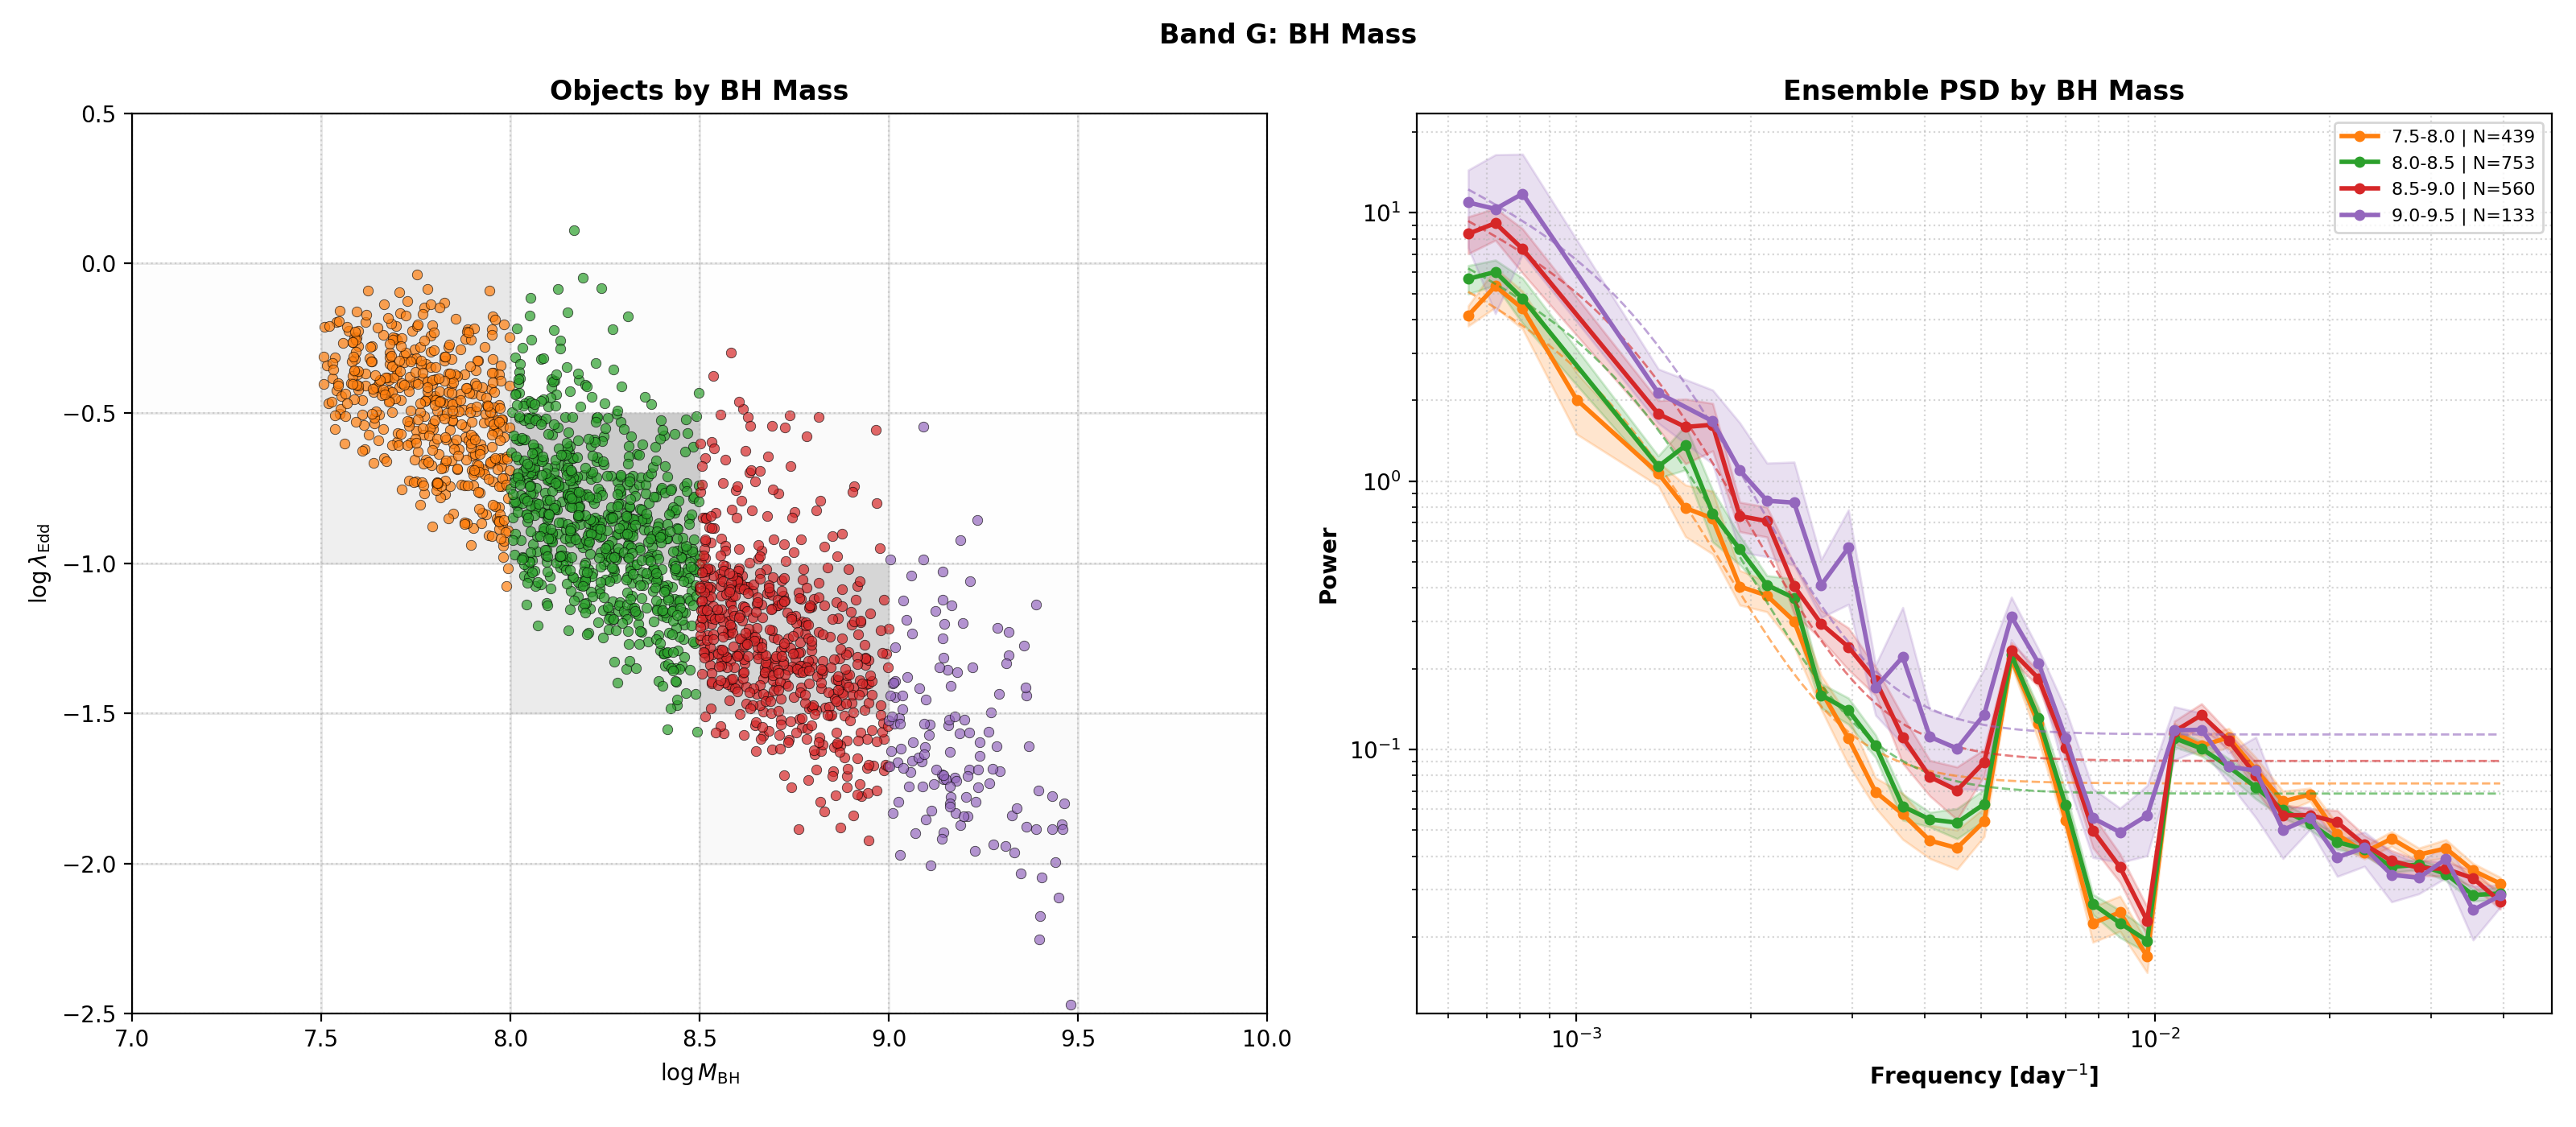 Band G: BH Mass
Objects by BH Mass
0.5
0.0
−0.5
−1.0
−1.5
−2.0
−2.5
log λ_Edd
7.0
7.5
8.0
8.5
9.0
9.5
10.0
log M_BH
Ensemble PSD by BH Mass
7.5-8.0 | N=439
8.0-8.5 | N=753
8.5-9.0 | N=560
9.0-9.5 | N=133
10¹
10⁰
10⁻¹
Power
10⁻³
10⁻²
Frequency [day⁻¹]